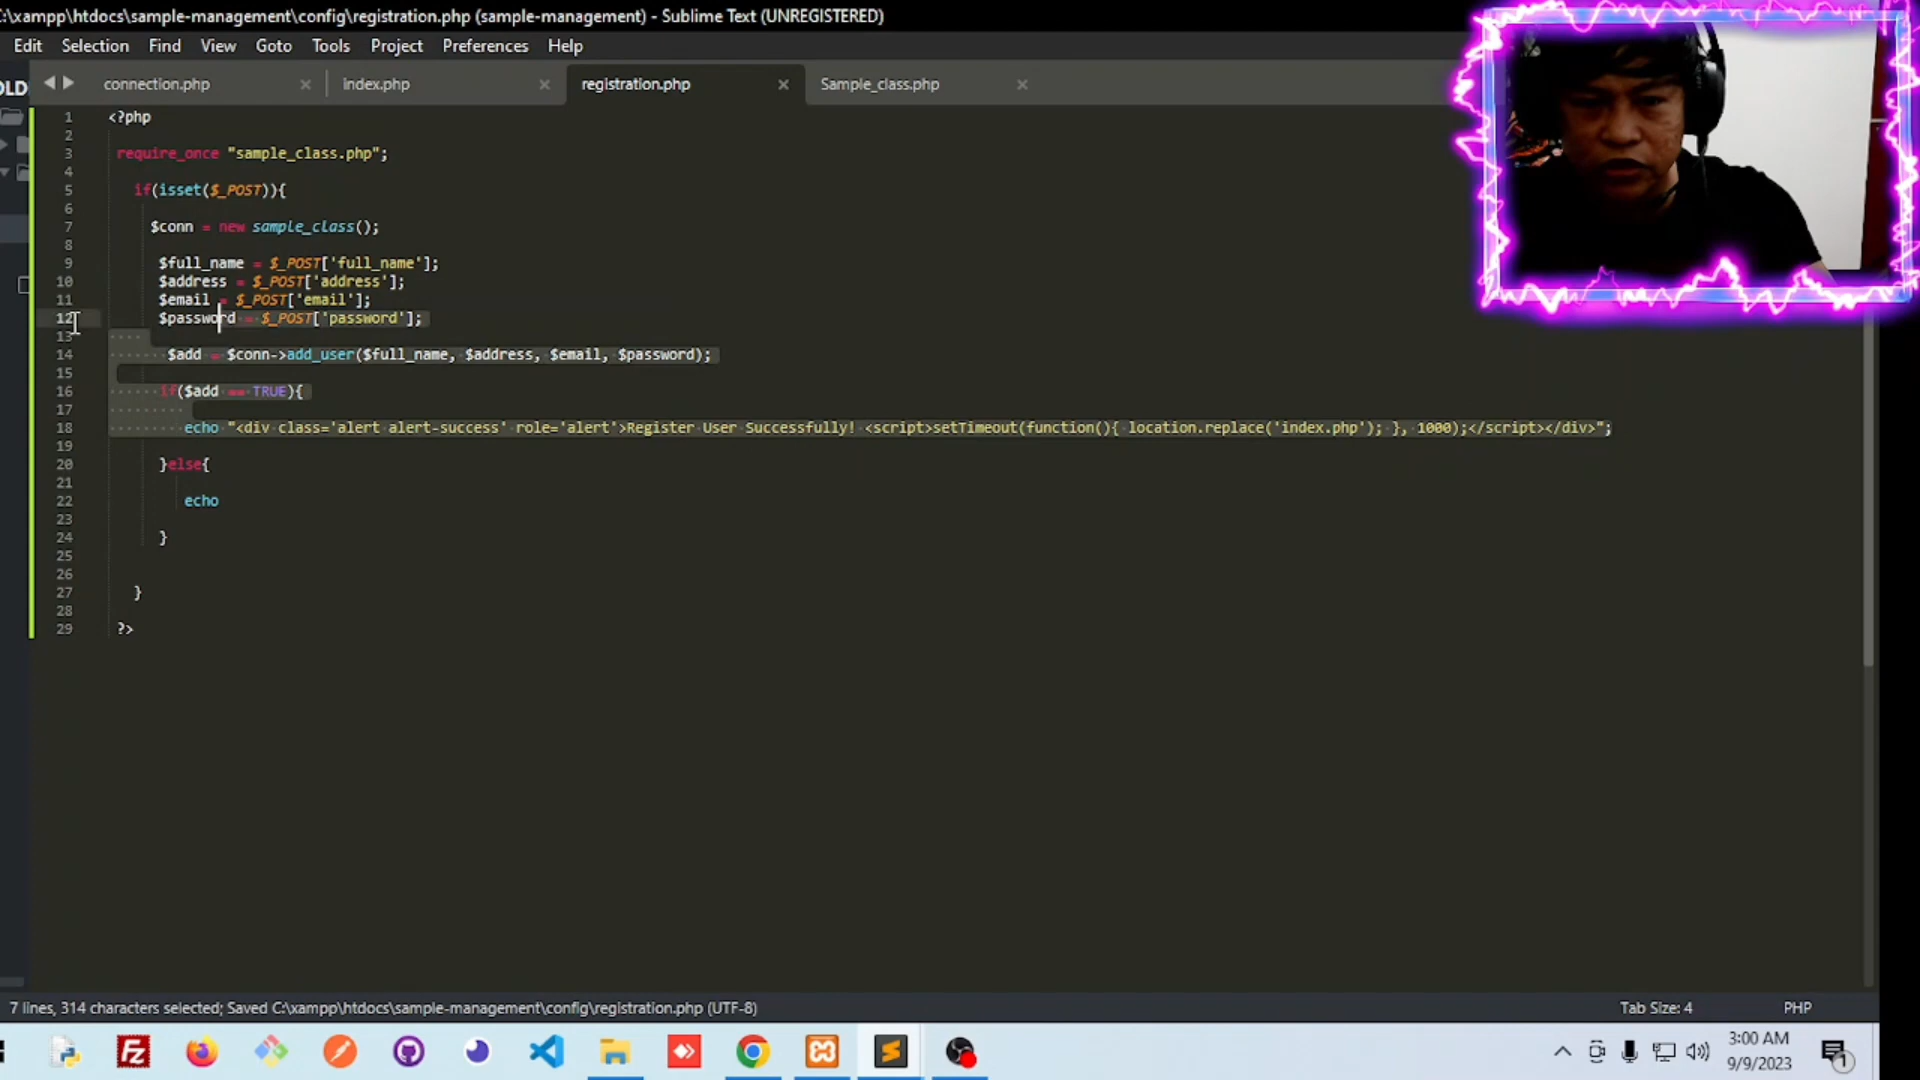 C:\xampp\htdocs\sample-management\config\registration.php (sample-management) - Sublime Text (UNREGISTERED)
Edit Selection Find View Goto Tools Project Preferences Help
OLD
connection.php index.php registration.php Sample_class.php
1 <?php
2
3 require_once "sample_class.php";
4
5 if(isset($_POST)){
6
7 $conn = new sample_class();
8
9 $full_name = $_POST['full_name'];
10 $address = $_POST['address'];
11 $email = $_POST['email'];
12 $password = $_POST['password'];
13
14 $add = $conn->add_user($full_name, $address, $email, $password);
15
16 if($add == TRUE){
17
18 echo "<div class='alert alert-success' role='alert'>Register User Successfully! <script>setTimeout(function(){ location.replace('index.php'); }, 1000);</script></div>";
19
20 }else{
21
22 echo
23
24 }
25
26
27 }
28
29 ?>
7 lines, 314 characters selected; Saved C:\xampp\htdocs\sample-management\config\registration.php (UTF-8)
Tab Size: 4 PHP
3:00 AM
9/9/2023
1